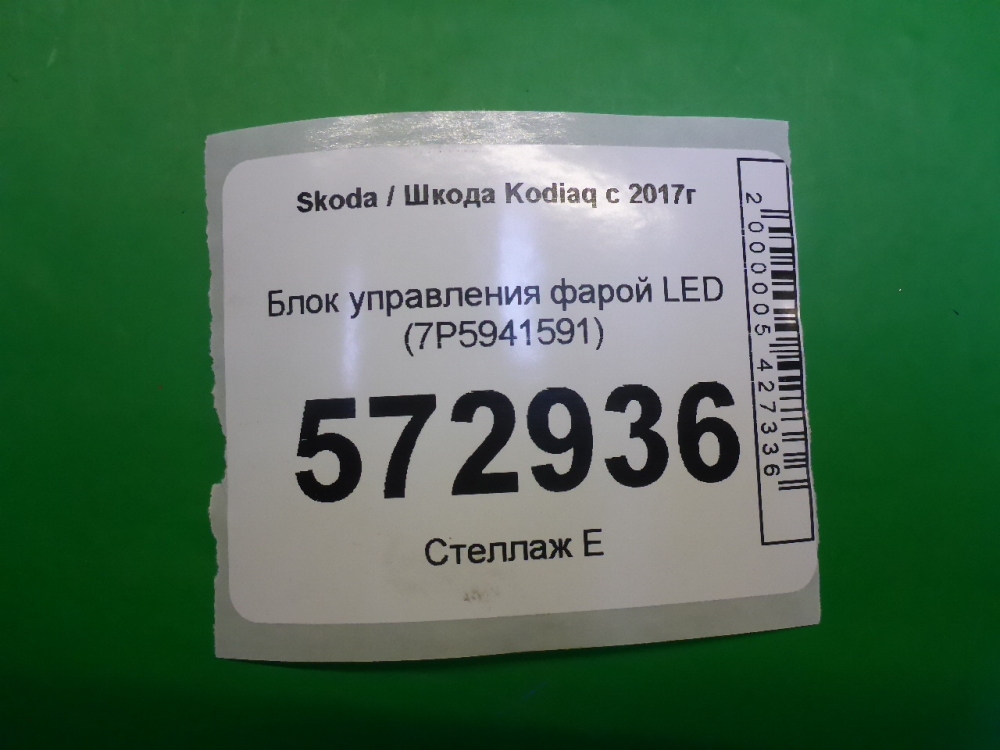 Skoda / Шкода Kodiaq с 2017г
Блок управления фарой LED
(7P5941591)
572936
Стеллаж E
2000005427336